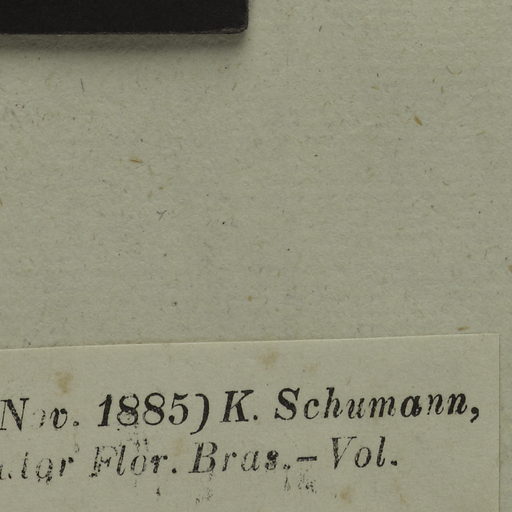 Nov. 1885) K. Schumann,
Flor. Bras.– Vol.